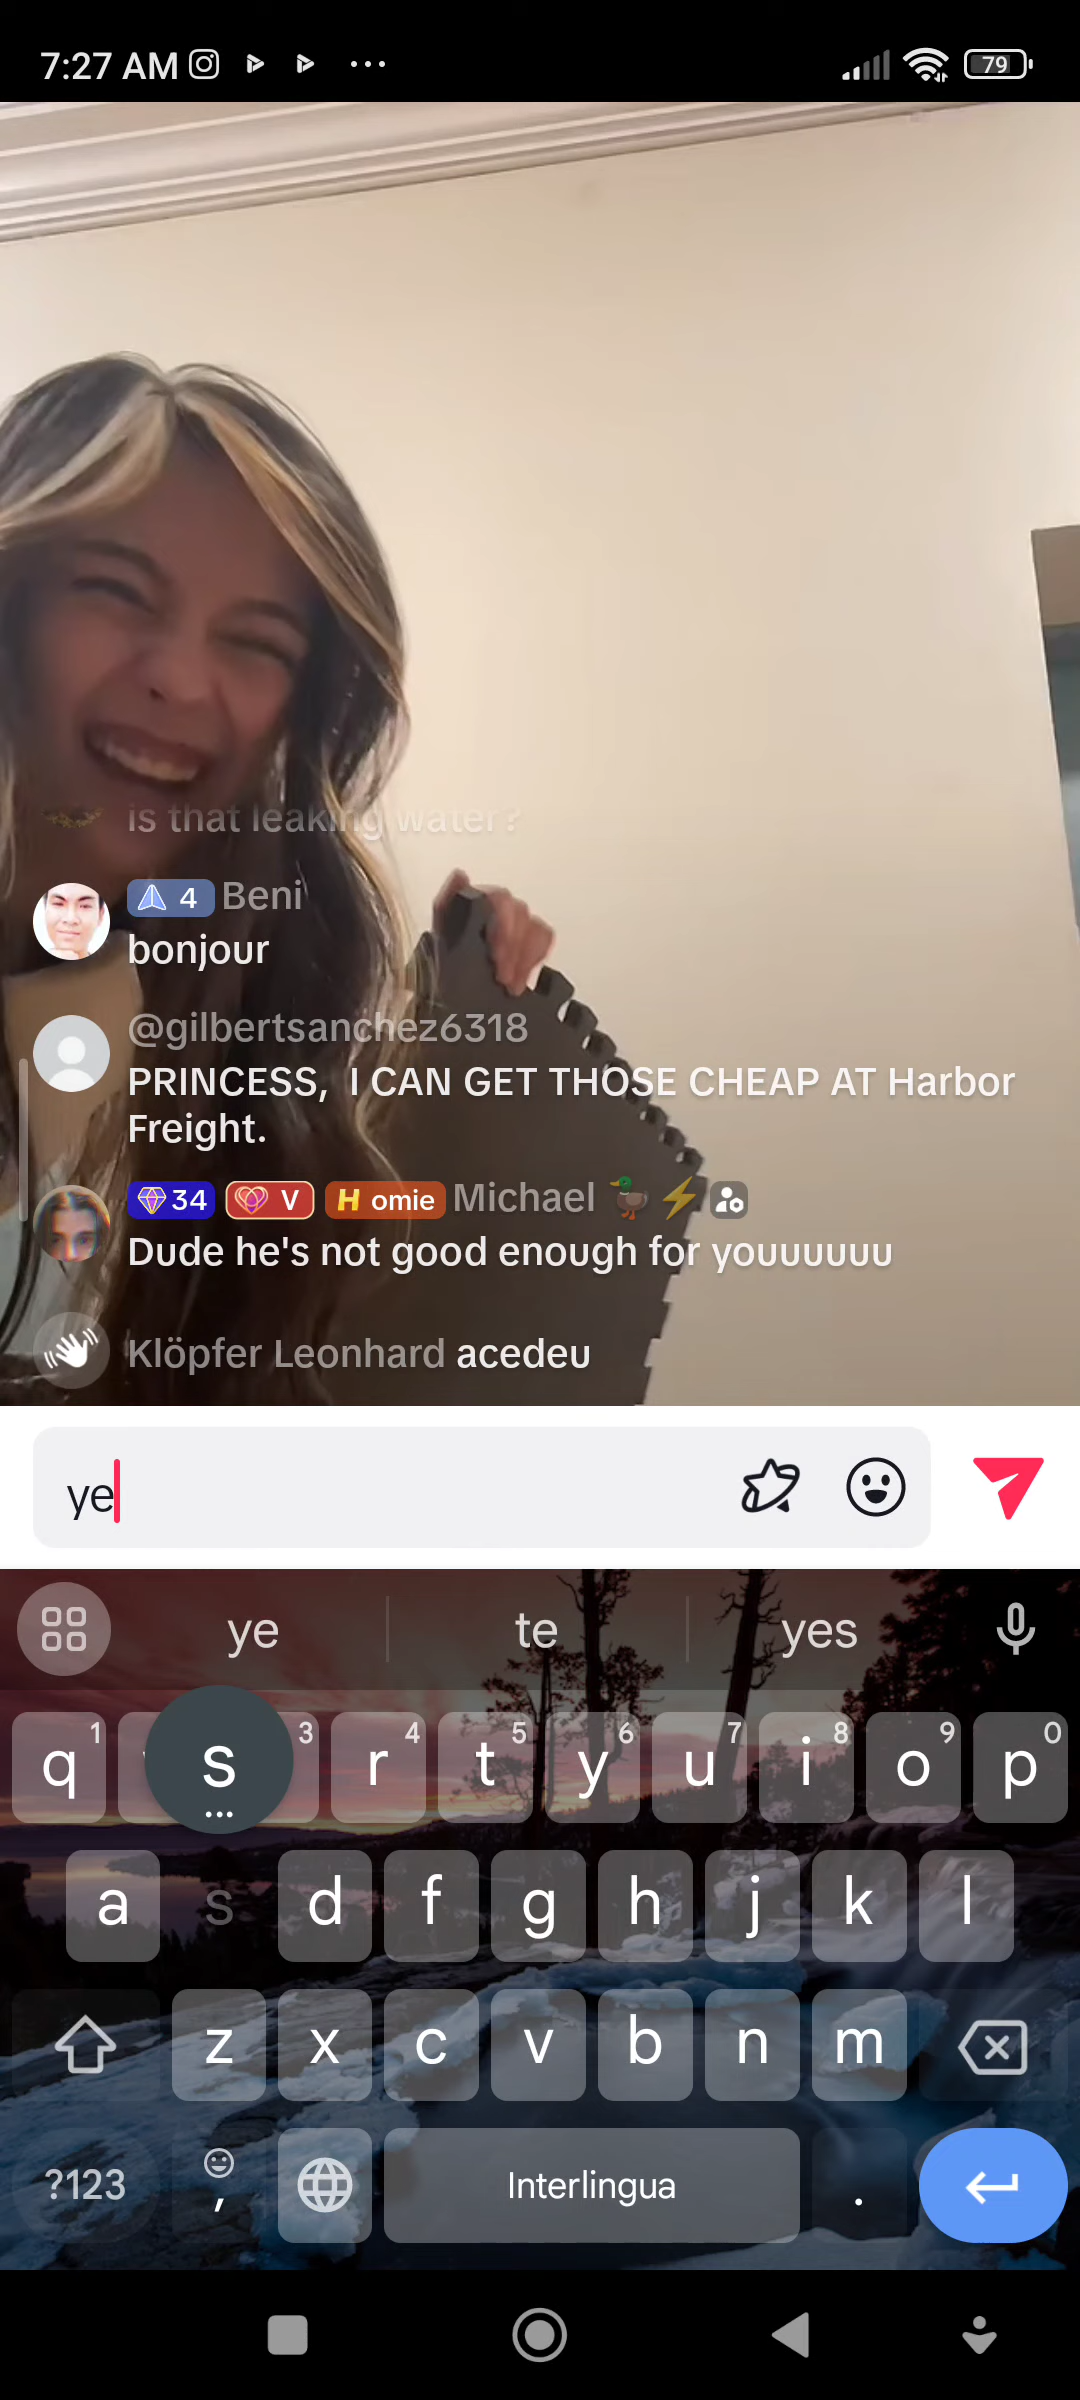 7:27 AM
79
is that leaking water?
4 Beni
bonjour
@gilbertsanchez6318
PRINCESS, I CAN GET THOSE CHEAP AT Harbor
Freight.
34 V H omie Michael 🦆⚡
Dude he's not good enough for youuuuuu
Klöpfer Leonhard acedeu
ye
ye te yes
1 3 4 5 6 7 8 9 0
q s r t y u i o p
a s d f g h j k l
z x c v b n m
?123 , Interlingua .